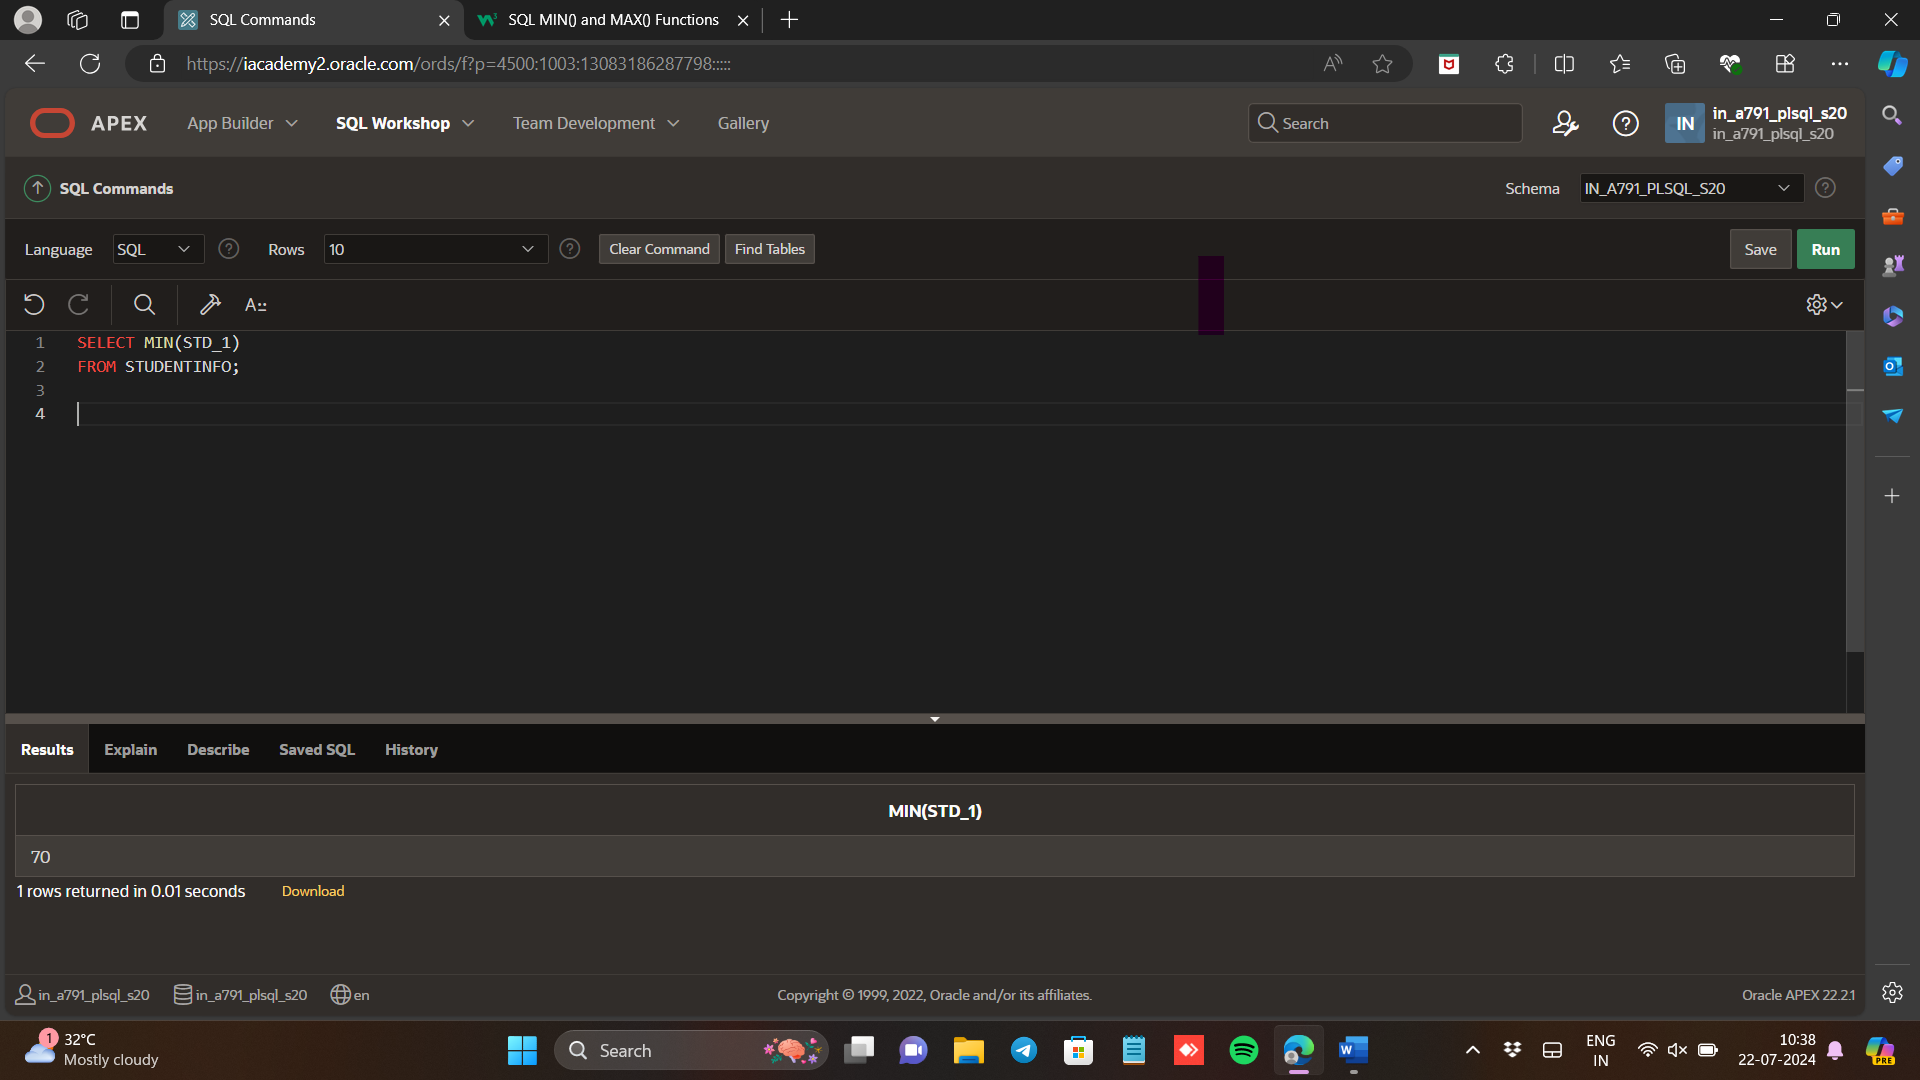 SQL Commands
SQL MIN() and MAX() Functions
https://iacademy2.oracle.com/ords/f?p=4500:1003:13083186287798:::::
APEX
App Builder
SQL Workshop
Team Development
Gallery
Search
IN
in_a791_plsql_s20
in_a791_plsql_s20
SQL Commands
Schema
IN_A791_PLSQL_S20
Language
SQL
Rows
10
Clear Command
Find Tables
Save
Run
A::
1 SELECT MIN(STD_1)
2 FROM STUDENTINFO;
3
4
Results
Explain
Describe
Saved SQL
History
MIN(STD_1)
70
1 rows returned in 0.01 seconds
Download
in_a791_plsql_s20
in_a791_plsql_s20
en
Copyright © 1999, 2022, Oracle and/or its affiliates.
Oracle APEX 22.2.1
1
32°C
Mostly cloudy
Search
ENG
IN
10:38
22-07-2024
PRE